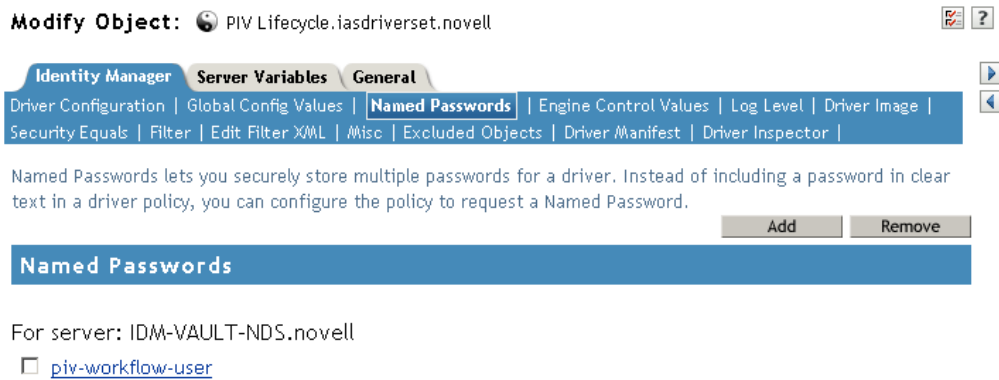 Modify Object: PIV Lifecycle.iasdriverset.novell ?
Identity Manager Server Variables General
Driver Configuration | Global Config Values | Named Passwords | Engine Control Values | Log Level | Driver Image |
Security Equals | Filter | Edit Filter XML | Misc | Excluded Objects | Driver Manifest | Driver Inspector |
Named Passwords lets you securely store multiple passwords for a driver. Instead of including a password in clear
text in a driver policy, you can configure the policy to request a Named Password.
Add Remove
Named Passwords
For server: IDM-VAULT-NDS.novell
piv-workflow-user